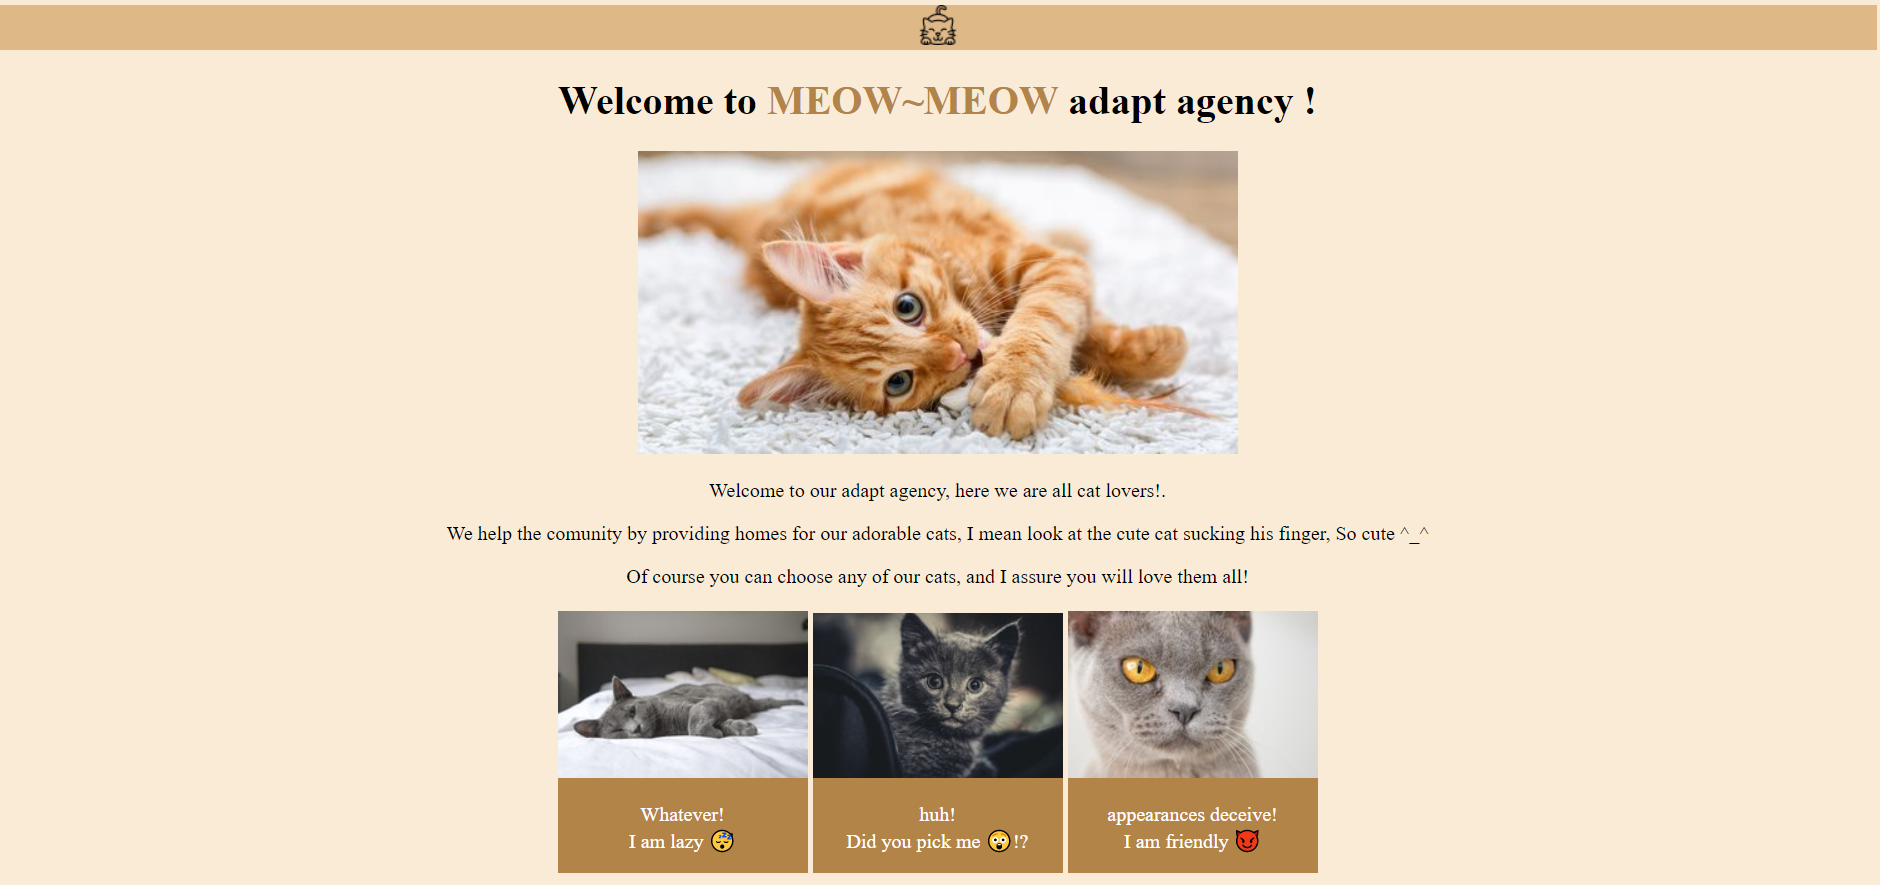 Welcome to MEOW~MEOW adapt agency !
Welcome to our adapt agency, here we are all cat lovers!.
We help the comunity by providing homes for our adorable cats, I mean look at the cute cat sucking his finger, So cute ^_^
Of course you can choose any of our cats, and I assure you will love them all!
Whatever!
I am lazy 😴
huh!
Did you pick me 😲!?
appearances deceive!
I am friendly 😈